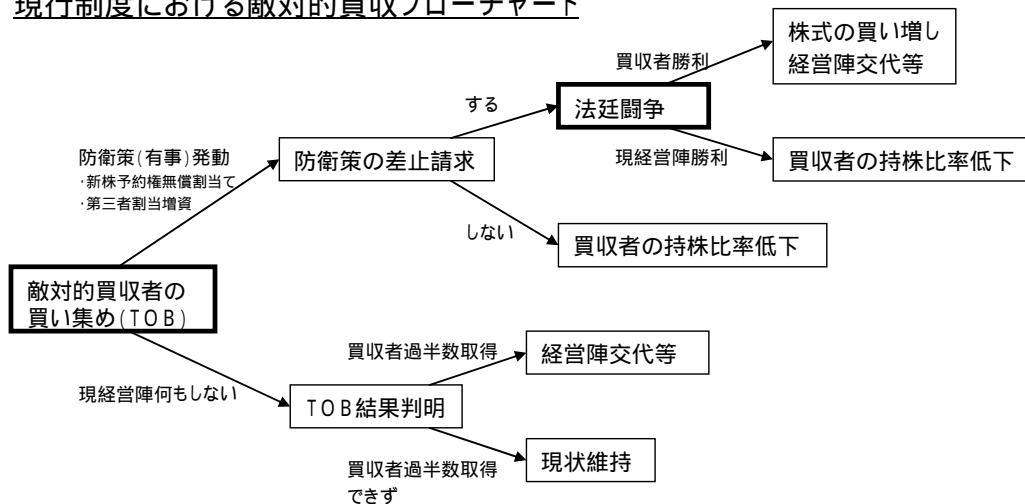 現行制度における敵対的買収フローチャート
株式の買い増し
経営陣交代等
買収者勝利
する
法廷闘争
防衛策(有事)発動
・新株予約権無償割当て
・第三者割当増資
防衛策の差止請求
現経営陣勝利
買収者の持株比率低下
しない
買収者の持株比率低下
敵対的買収者の
買い集め(TOB)
買収者過半数取得
経営陣交代等
現経営陣何もしない
TOB結果判明
買収者過半数取得
できず
現状維持